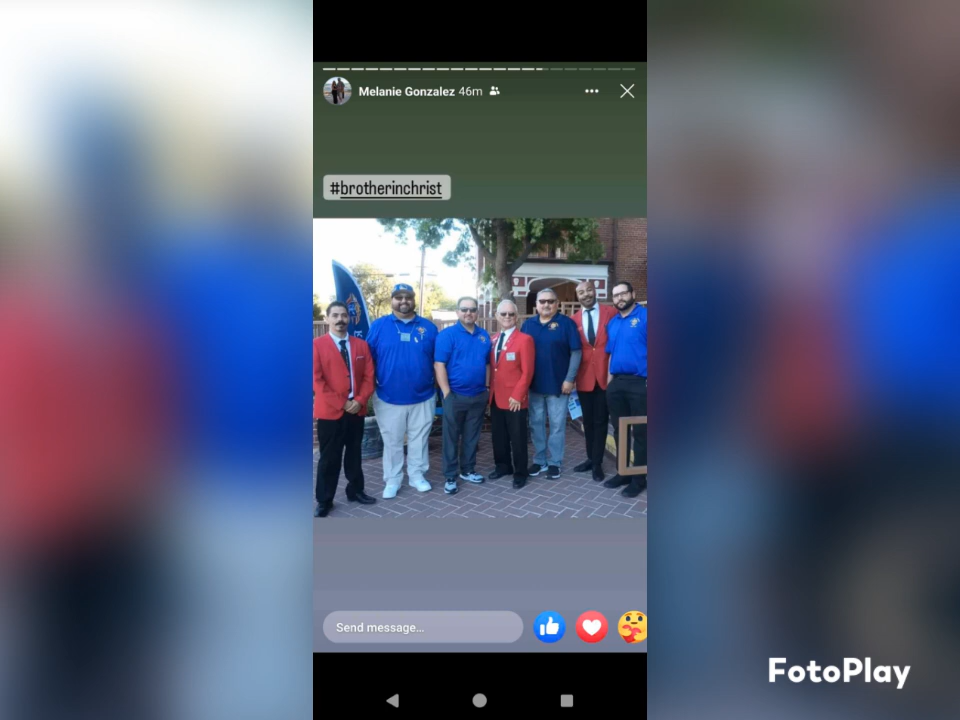 Melanie Gonzalez 46m
#brotherinchrist
Send message...
FotoPlay